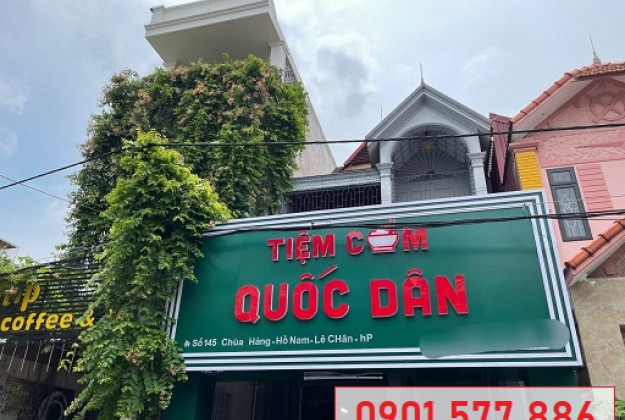 TIỆM CƠM
QUỐC DÂN
Số 145 Chùa Hàng-Hồ Nam-Lê CHân-hP
coffee &
0901.577.886